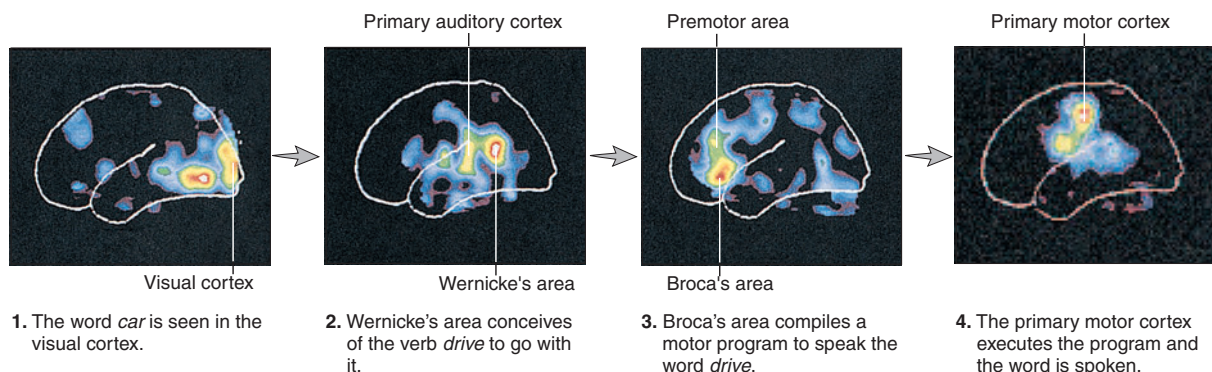 Primary auditory cortex
Premotor area
Primary motor cortex
Visual cortex
Wernicke's area
Broca's area
1. The word car is seen in the
visual cortex.
2. Wernicke's area conceives
of the verb drive to go with
it.
3. Broca's area compiles a
motor program to speak the
word drive.
4. The primary motor cortex
executes the program and
the word is spoken.